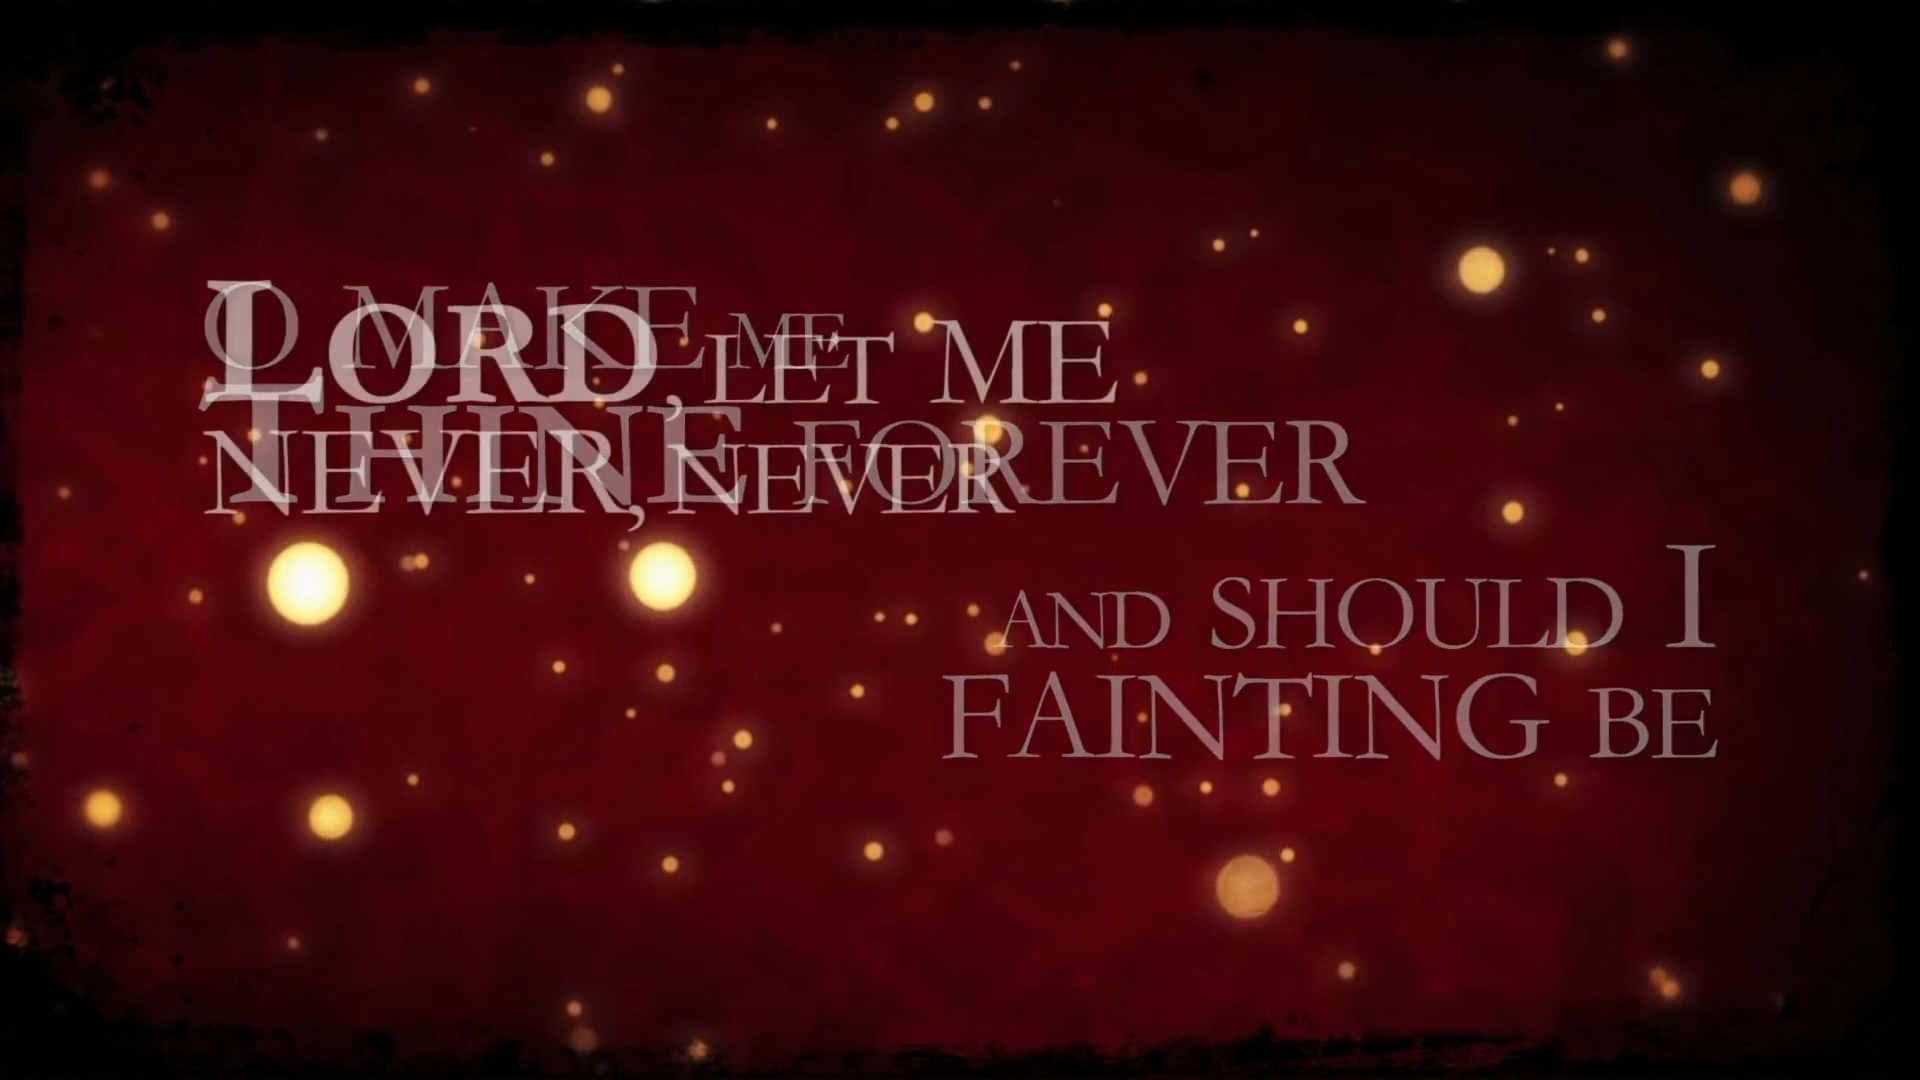 O MAKE ME
THINE FOREVER
AND SHOULD I
FAINTING BE
LORD, LET ME
NEVER, NEVER